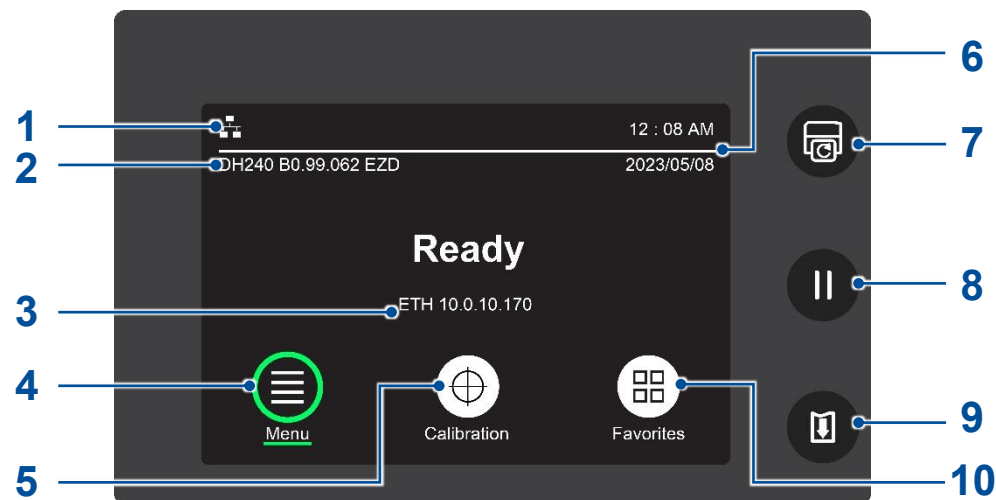 1
12 : 08 AM
6
2
DH240 B0.99.062 EZD
2023/05/08
7
Ready
3
ETH 10.0.10.170
8
4
Menu
Calibration
Favorites
9
5
10